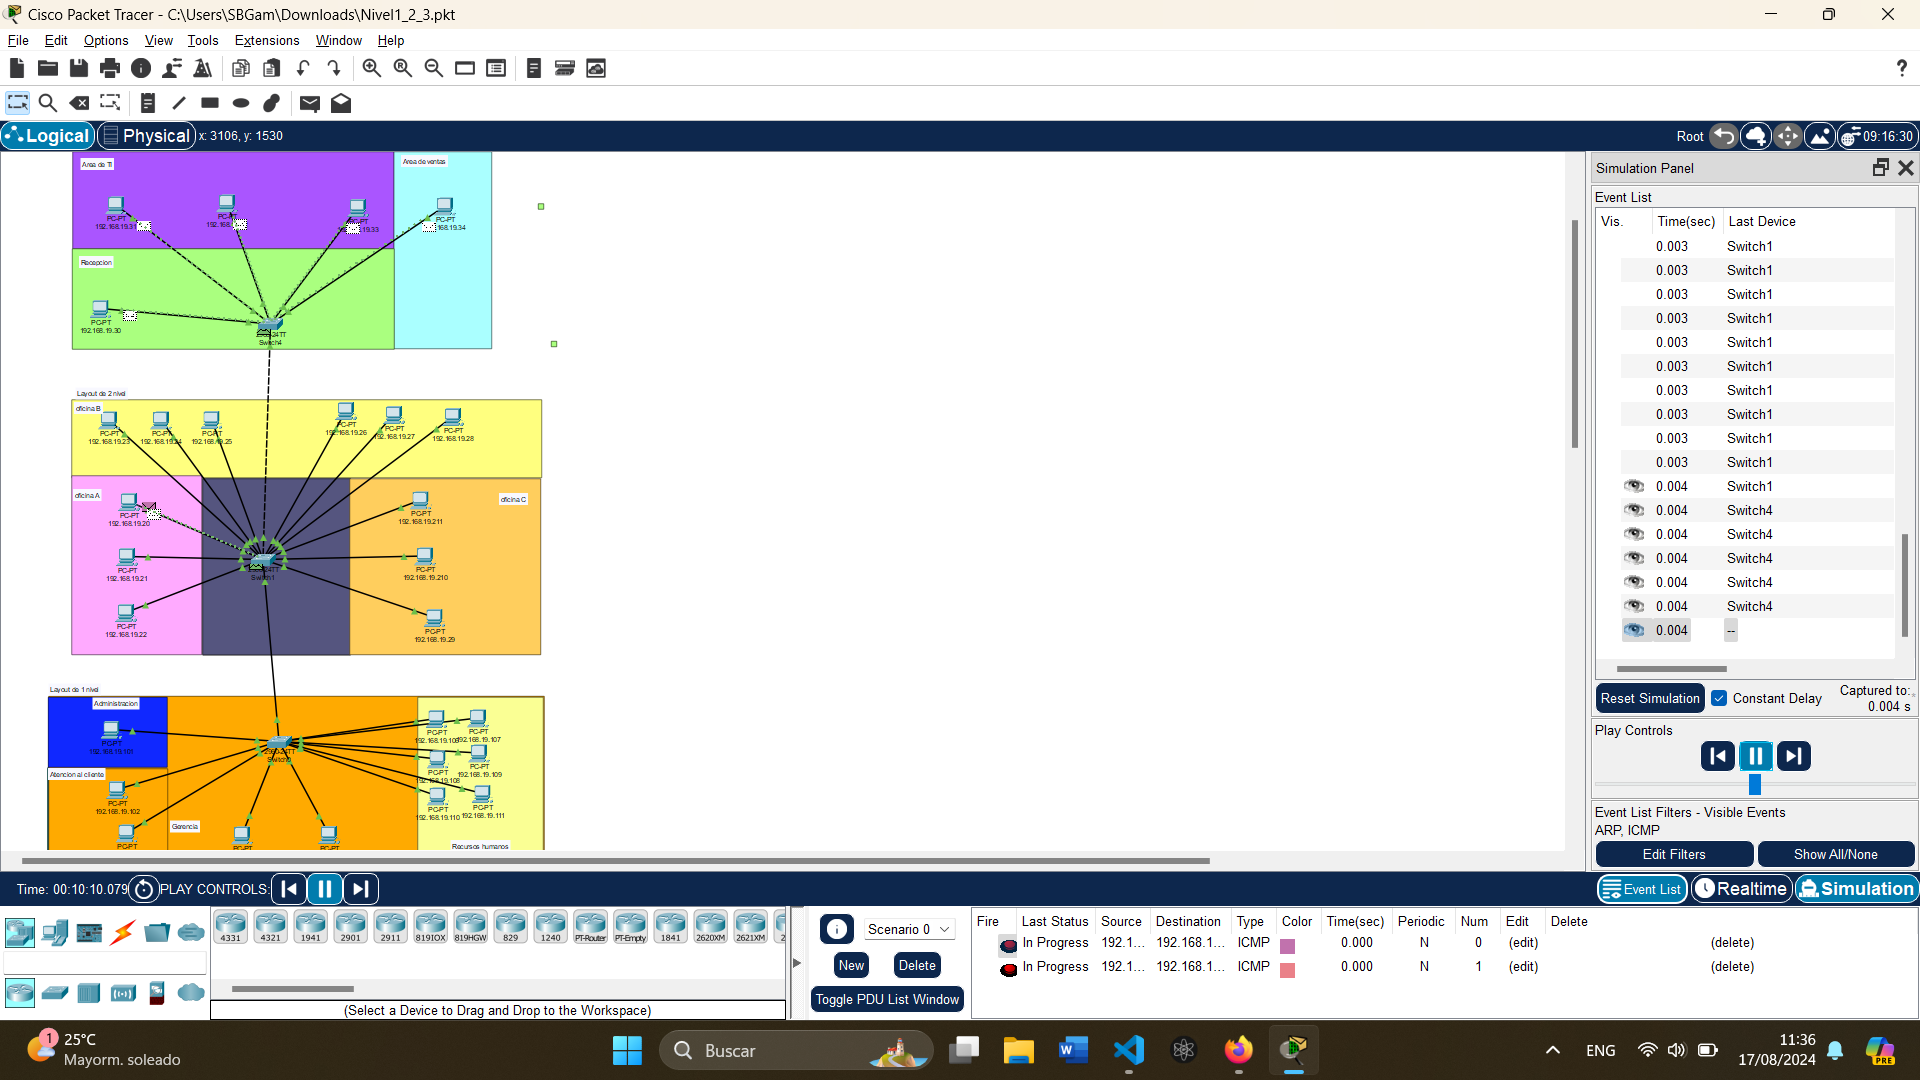 Cisco Packet Tracer - C:\Users\SBGam\Downloads\Nivel1_2_3.pkt
File Edit Options View Tools Extensions Window Help
Logical Physical x: 3106, y: 1530
Root 09:16:30
Area de TI
Area de ventas
PC-PT
192.168.19.31
PC-PT
192.168.
PC-PT
19.33
PC-PT
168.19.34
Recepcion
PC-PT
192.168.19.30
Switch4
Layout de 2 nivel
oficina B
PC-PT
192.168.19.23
PC-PT
192.168.19.24
PC-PT
192.168.19.25
PC-PT
192.168.19.26
PC-PT
192.168.19.27
PC-PT
192.168.19.28
oficina A
PC-PT
192.168.19.20
PC-PT
192.168.19.21
PC-PT
192.168.19.22
Switch1
oficina C
PC-PT
192.168.19.211
PC-PT
192.168.19.210
PC-PT
192.168.19.29
Layout de 1 nivel
Administracion
PC-PT
192.168.19.101
Atencion al cliente
PC-PT
192.168.19.102
PC-PT
Gerencia
PC-PT
PC-PT
2960-24TT
PC-PT
PC-PT
192.168.19.107
PC-PT
192.168.19.108
PC-PT
192.168.19.109
PC-PT
192.168.19.110
PC-PT
192.168.19.111
Recursos humanos
Simulation Panel
Event List
Vis. Time(sec) Last Device
0.003 Switch1
0.003 Switch1
0.003 Switch1
0.003 Switch1
0.003 Switch1
0.003 Switch1
0.003 Switch1
0.003 Switch1
0.003 Switch1
0.003 Switch1
0.004 Switch1
0.004 Switch4
0.004 Switch4
0.004 Switch4
0.004 Switch4
0.004 Switch4
0.004 --
Reset Simulation Constant Delay Captured to:
0.004 s
Play Controls
Event List Filters - Visible Events
ARP, ICMP
Edit Filters Show All/None
Time: 00:10:10.079 PLAY CONTROLS:
Event List Realtime Simulation
4331 4321 1941 2901 2911 819IOX 819HGW 829 1240 PT-Router PT-Empty 1841 2620XM 2621XM 2
(Select a Device to Drag and Drop to the Workspace)
Scenario 0
New Delete
Toggle PDU List Window
Fire Last Status Source Destination Type Color Time(sec) Periodic Num Edit Delete
In Progress 192.1... 192.168.1... ICMP 0.000 N 0 (edit) (delete)
In Progress 192.1... 192.168.1... ICMP 0.000 N 1 (edit) (delete)
1
25°C
Mayorm. soleado
Buscar
ENG
11:36
17/08/2024
PRE